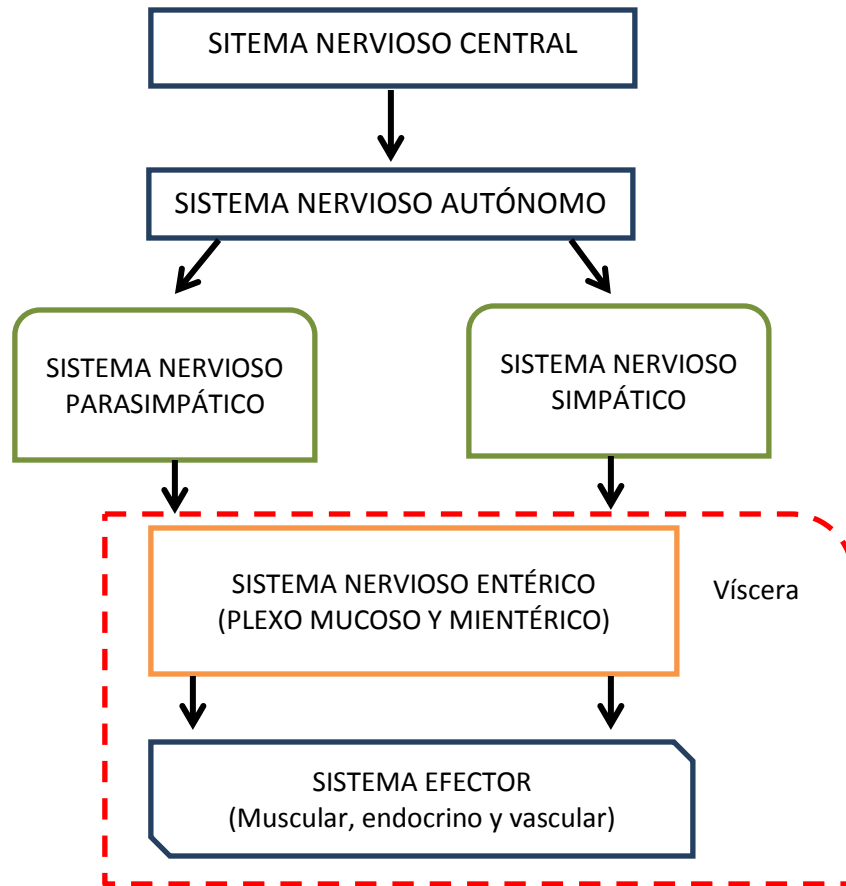 SITEMA NERVIOSO CENTRAL
SISTEMA NERVIOSO AUTÓNOMO
SISTEMA NERVIOSO
PARASIMPÁTICO
SISTEMA NERVIOSO
SIMPÁTICO
SISTEMA NERVIOSO ENTÉRICO
(PLEXO MUCOSO Y MIENTÉRICO)
Víscera
SISTEMA EFECTOR
(Muscular, endocrino y vascular)